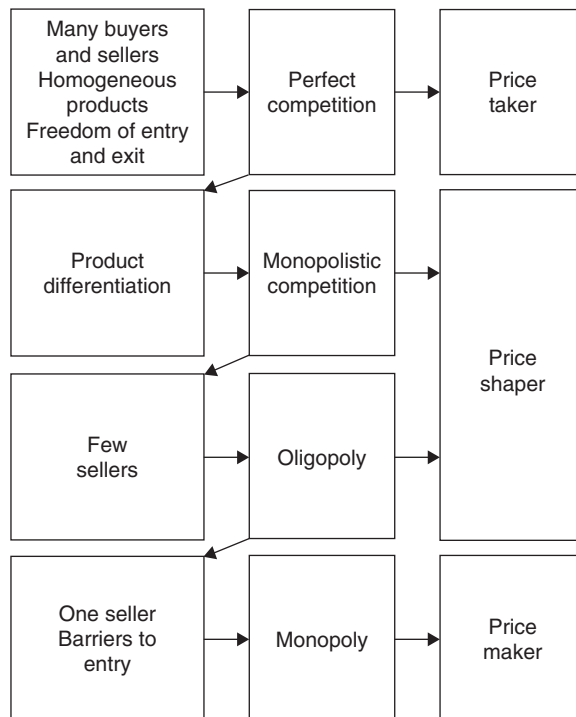 Many buyers
and sellers
Homogeneous
products
Freedom of entry
and exit
Perfect
competition
Price
taker
Product
differentiation
Monopolistic
competition
Price
shaper
Few
sellers
Oligopoly
One seller
Barriers to
entry
Monopoly
Price
maker